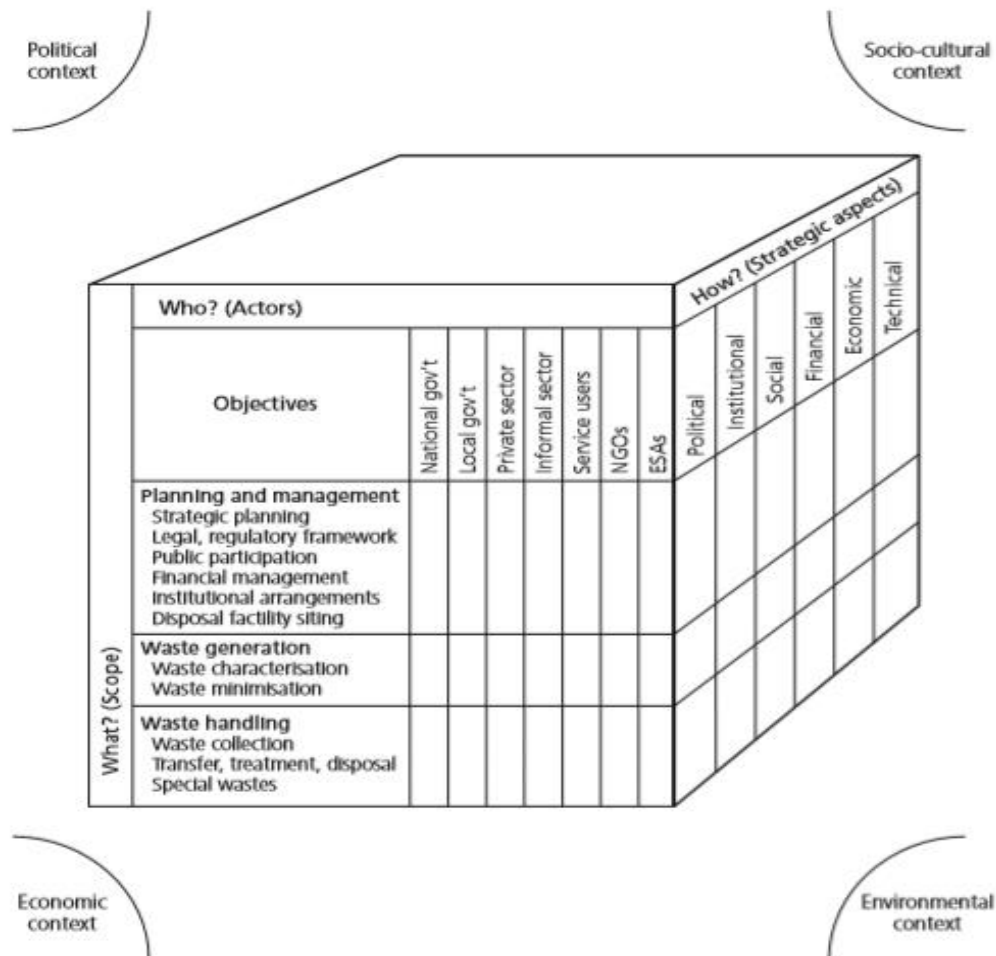 Political
context
Socio-cultural
context
How? (Strategic aspects)
Who? (Actors)
Objectives
National gov't
Local gov't
Private sector
Informal sector
Service users
NGOs
ESAs
Political
Institutional
Social
Financial
Economic
Technical
What? (Scope)
Planning and management
Strategic planning
Legal, regulatory framework
Public participation
Financial management
Institutional arrangements
Disposal factility siting
Waste generation
Waste characterisation
Waste minimisation
Waste handling
Waste collection
Transfer, treatment, disposal
Special wastes
Economic
context
Environmental
context